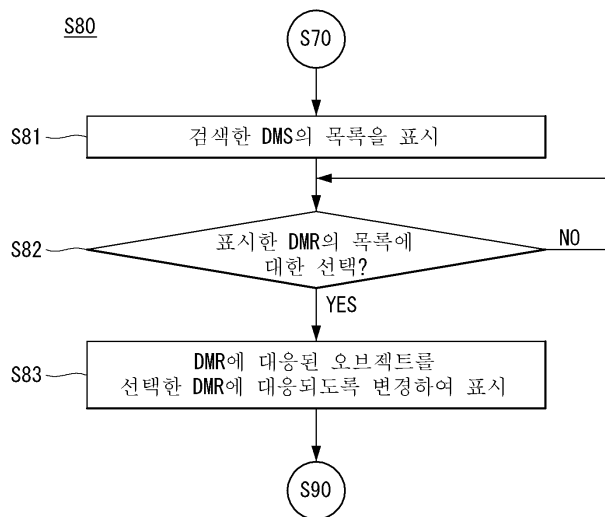 S80
S70
S81
검색한 DMS의 목록을 표시
S82
표시한 DMR의 목록에
대한 선택?
NO
YES
S83
DMR에 대응된 오브젝트를
선택한 DMR에 대응되도록 변경하여 표시
S90